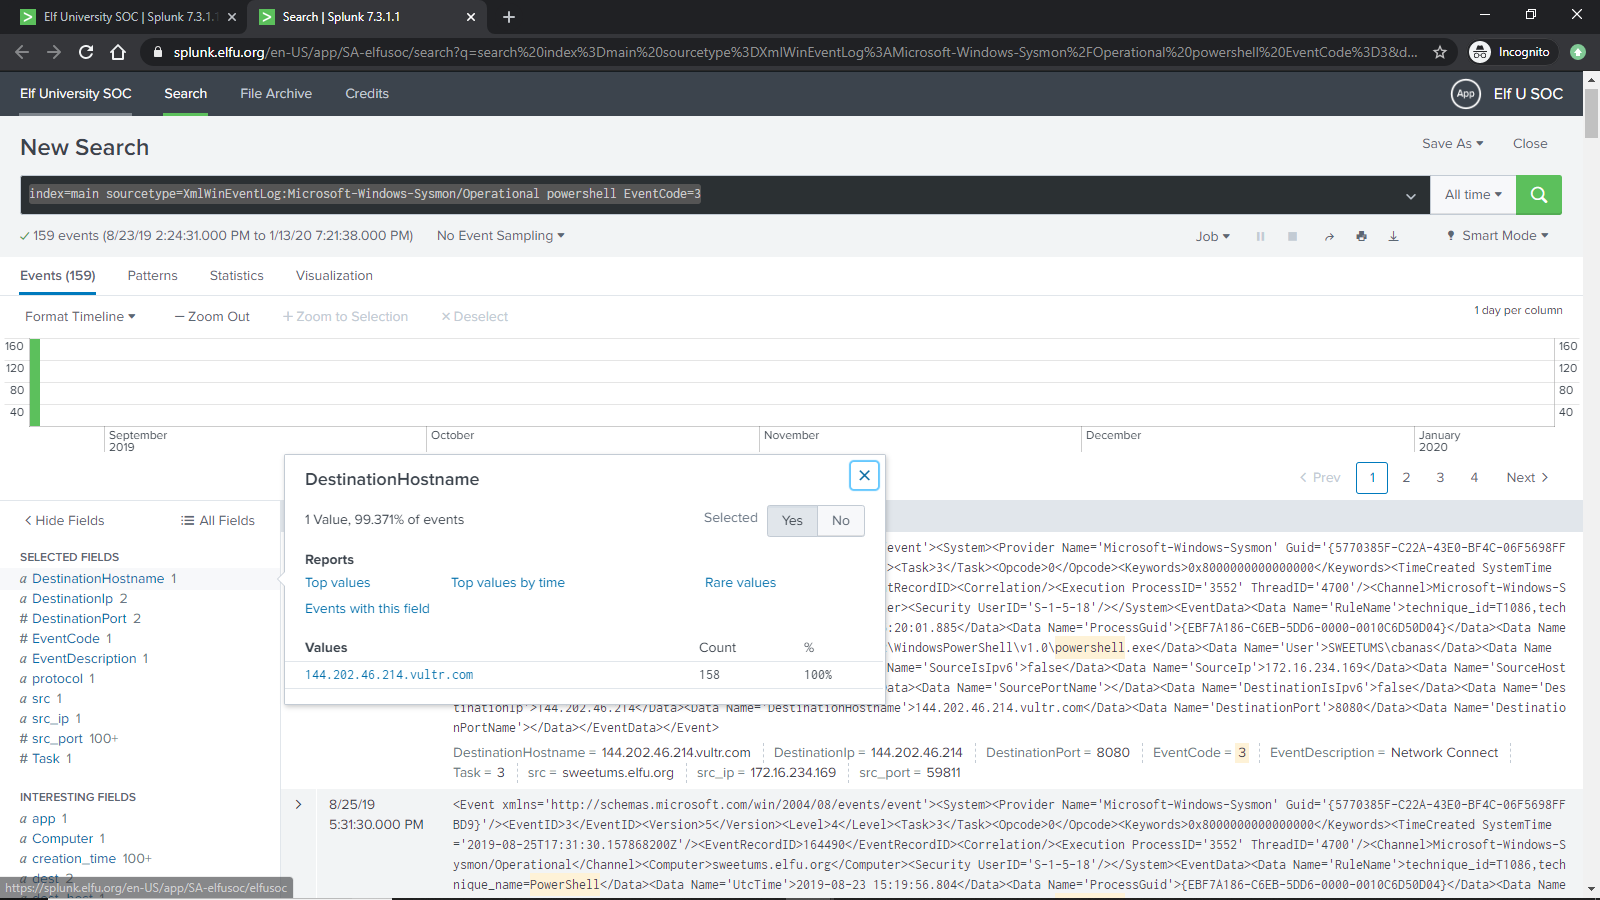 Elf University SOC | Splunk 7.3.1.1
Search | Splunk 7.3.1.1
splunk.elfu.org/en-US/app/SA-elfusoc/search?q=search%20index%3Dmain%20sourcetype%3DXmlWinEventLog%3AMicrosoft-Windows-Sysmon%2FOperational%20powershell%20EventCode%3D3&d...
Incognito
Elf University SOC
Search
File Archive
Credits
App
Elf U SOC
New Search
Save As
Close
index=main sourcetype=XmlWinEventLog:Microsoft-Windows-Sysmon/Operational powershell EventCode=3
All time
159 events (8/23/19 2:24:31.000 PM to 1/13/20 7:21:38.000 PM)
No Event Sampling
Job
Smart Mode
Events (159)
Patterns
Statistics
Visualization
Format Timeline
— Zoom Out
+ Zoom to Selection
× Deselect
1 day per column
160
160
120
120
80
80
40
40
September
2019
October
November
December
January
2020
Prev
1
2
3
4
Next
Hide Fields
All Fields
SELECTED FIELDS
a DestinationHostname 1
a DestinationIp 2
# DestinationPort 2
# EventCode 1
a EventDescription 1
a protocol 1
a src 1
a src_ip 1
# src_port 100+
# Task 1
INTERESTING FIELDS
a app 1
a Computer 1
a creation_time 100+
a dest 2
https://splunk.elfu.org/en-US/app/SA-elfusoc/elfusoc
DestinationHostname
1 Value, 99.371% of events
Selected
Yes
No
Reports
Top values
Top values by time
Rare values
Events with this field
Values
Count
%
144.202.46.214.vultr.com
158
100%
event'><System><Provider Name='Microsoft-Windows-Sysmon' Guid='{5770385F-C22A-43E0-BF4C-06F5698FF
><Task>3</Task><Opcode>0</Opcode><Keywords>0x8000000000000000</Keywords><TimeCreated SystemTime
tRecordID><Correlation/><Execution ProcessID='3552' ThreadID='4700'/><Channel>Microsoft-Windows-S
er><Security UserID='S-1-5-18'/></System><EventData><Data Name='RuleName'>technique_id=T1086,tech
:20:01.885</Data><Data Name='ProcessGuid'>{EBF7A186-C6EB-5DD6-0000-0010C6D50D04}</Data><Data Name
\WindowsPowerShell\v1.0\powershell.exe</Data><Data Name='User'>SWEETUMS\cbanas</Data><Data Name
Name='SourceIsIpv6'>false</Data><Data Name='SourceIp'>172.16.234.169</Data><Data Name='SourceHost
ata><Data Name='SourcePortName'></Data><Data Name='DestinationIsIpv6'>false</Data><Data Name='Des
tinationIp'>144.202.46.214</Data><Data Name='DestinationHostname'>144.202.46.214.vultr.com</Data><Data Name='DestinationPort'>8080</Data><Data Name='Destinatio
nPortName'></Data></EventData></Event>
DestinationHostname = 144.202.46.214.vultr.com DestinationIp = 144.202.46.214 DestinationPort = 8080 EventCode = 3 EventDescription = Network Connect
Task = 3 src = sweetums.elfu.org src_ip = 172.16.234.169 src_port = 59811
8/25/19
5:31:30.000 PM
<Event xmlns='http://schemas.microsoft.com/win/2004/08/events/event'><System><Provider Name='Microsoft-Windows-Sysmon' Guid='{5770385F-C22A-43E0-BF4C-06F5698FF
BD9}'/><EventID>3</EventID><Version>5</Version><Level>4</Level><Task>3</Task><Opcode>0</Opcode><Keywords>0x8000000000000000</Keywords><TimeCreated SystemTime
='2019-08-25T17:31:30.157868200Z'/><EventRecordID>164490</EventRecordID><Correlation/><Execution ProcessID='3552' ThreadID='4700'/><Channel>Microsoft-Windows-S
ysmon/Operational</Channel><Computer>sweetums.elfu.org</Computer><Security UserID='S-1-5-18'/></System><EventData><Data Name='RuleName'>technique_id=T1086,tech
nique_name=PowerShell</Data><Data Name='UtcTime'>2019-08-23 15:19:56.804</Data><Data Name='ProcessGuid'>{EBF7A186-C6EB-5DD6-0000-0010C6D50D04}</Data><Data Name